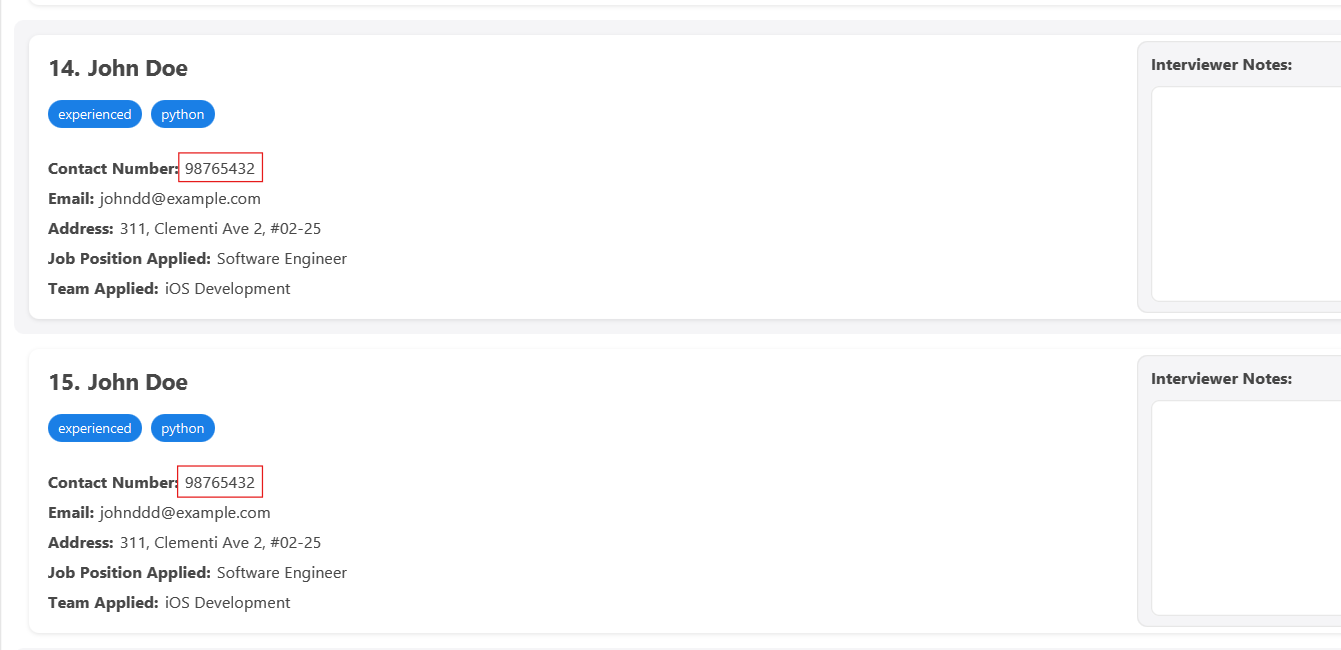 14. John Doe
experienced python
Contact Number: 98765432
Email: johndd@example.com
Address: 311, Clementi Ave 2, #02-25
Job Position Applied: Software Engineer
Team Applied: iOS Development
Interviewer Notes:
15. John Doe
experienced python
Contact Number: 98765432
Email: johnddd@example.com
Address: 311, Clementi Ave 2, #02-25
Job Position Applied: Software Engineer
Team Applied: iOS Development
Interviewer Notes: